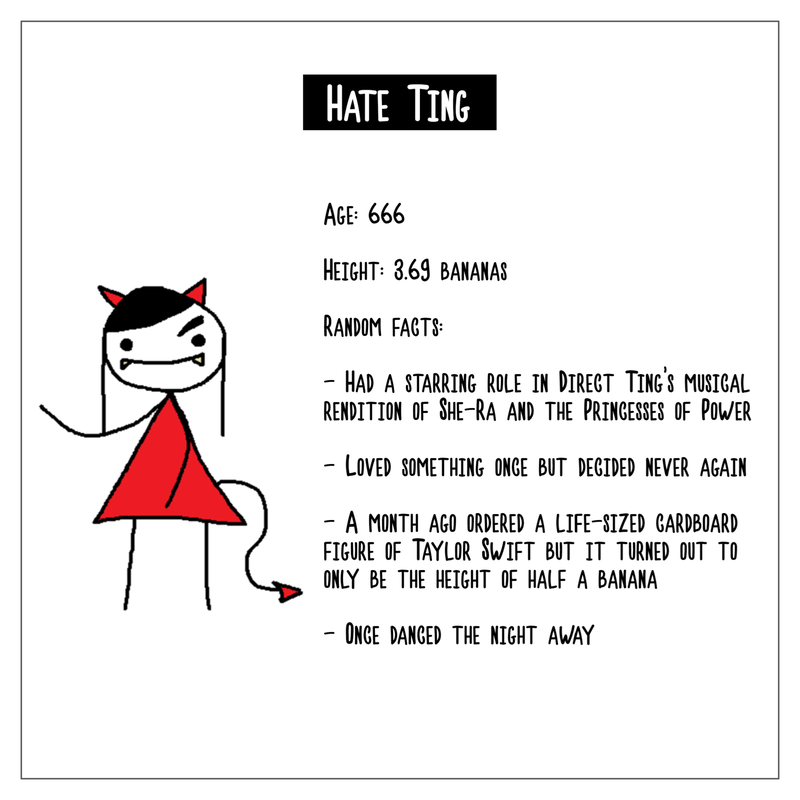 Hate Ting
Age: 666
Height: 3.69 bananas
Random facts:
- Had a starring role in Direct Ting's musical
rendition of She-Ra and the Princesses of Power
- Loved something once but decided never again
- A month ago ordered a life-sized cardboard
figure of Taylor Swift but it turned out to
only be the height of half a banana
- Once danced the night away